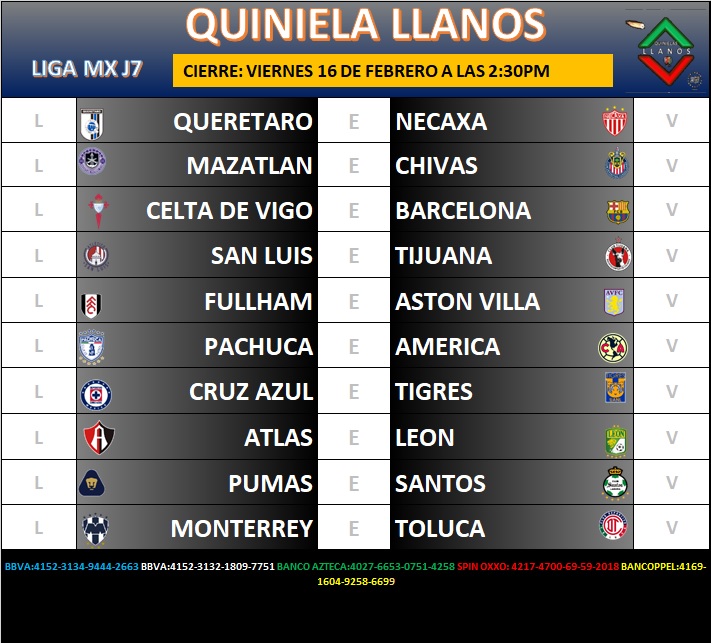 QUINIELA LLANOS
LIGA MX J7
CIERRE: VIERNES 16 DE FEBRERO A LAS 2:30PM
QUINIELAS
LLANOS
L QUERETARO E NECAXA V
L MAZATLAN E CHIVAS V
L CELTA DE VIGO E BARCELONA V
L SAN LUIS E TIJUANA V
L FULLHAM E ASTON VILLA V
L PACHUCA E AMERICA V
L CRUZ AZUL E TIGRES V
L ATLAS E LEON V
L PUMAS E SANTOS V
L MONTERREY E TOLUCA V
BBVA:4152-3134-9444-2663 BBVA:4152-3132-1809-7751 BANCO AZTECA:4027-6653-0751-4258 SPIN OXXO: 4217-4700-69-59-2018 BANCOPPEL:4169-
1604-9258-6699